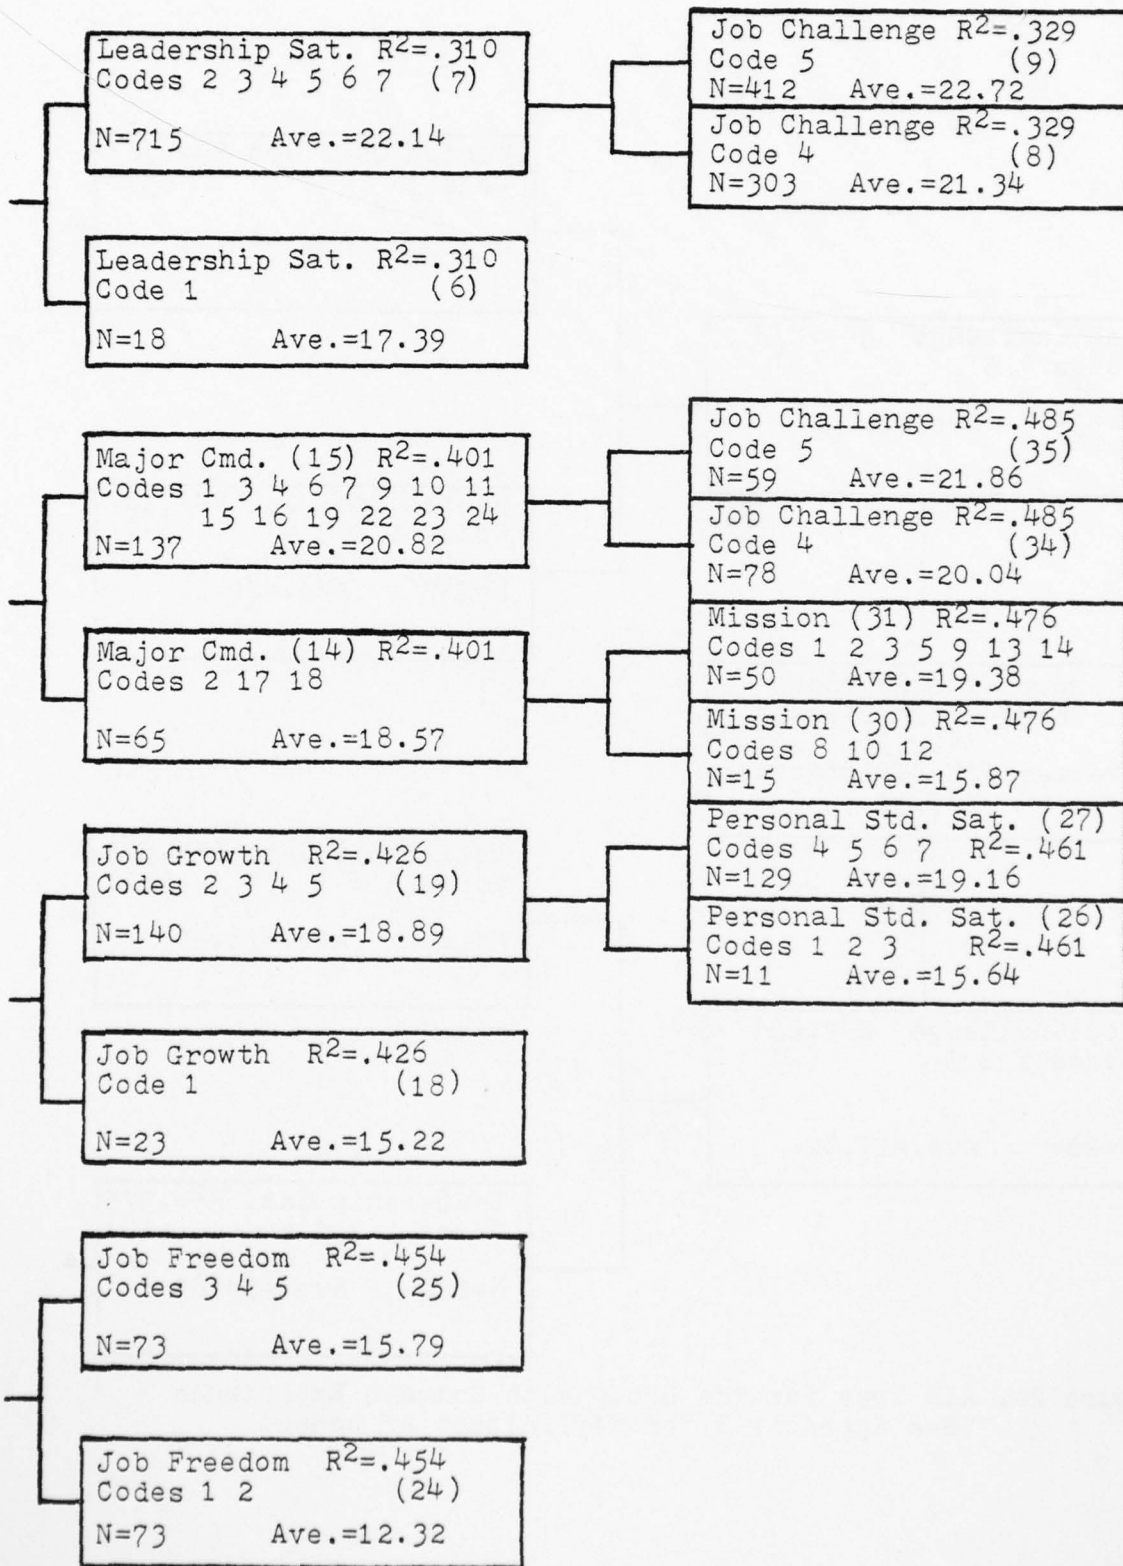 Leadership Sat. R²=.310
Codes 2 3 4 5 6 7 (7)
N=715 Ave.=22.14
Leadership Sat. R²=.310
Code 1 (6)
N=18 Ave.=17.39
Major Cmd. (15) R²=.401
Codes 1 3 4 6 7 9 10 11
15 16 19 22 23 24
N=137 Ave.=20.82
Major Cmd. (14) R²=.401
Codes 2 17 18
N=65 Ave.=18.57
Job Growth R²=.426
Codes 2 3 4 5 (19)
N=140 Ave.=18.89
Job Growth R²=.426
Code 1 (18)
N=23 Ave.=15.22
Job Freedom R²=.454
Codes 3 4 5 (25)
N=73 Ave.=15.79
Job Freedom R²=.454
Codes 1 2 (24)
N=73 Ave.=12.32
Job Challenge R²=.329
Code 5 (9)
N=412 Ave.=22.72
Job Challenge R²=.329
Code 4 (8)
N=303 Ave.=21.34
Job Challenge R²=.485
Code 5 (35)
N=59 Ave.=21.86
Job Challenge R²=.485
Code 4 (34)
N=78 Ave.=20.04
Mission (31) R²=.476
Codes 1 2 3 5 9 13 14
N=50 Ave.=19.38
Mission (30) R²=.476
Codes 8 10 12
N=15 Ave.=15.87
Personal Std. Sat. (27)
Codes 4 5 6 7 R²=.461
N=129 Ave.=19.16
Personal Std. Sat. (26)
Codes 1 2 3 R²=.461
N=11 Ave.=15.64